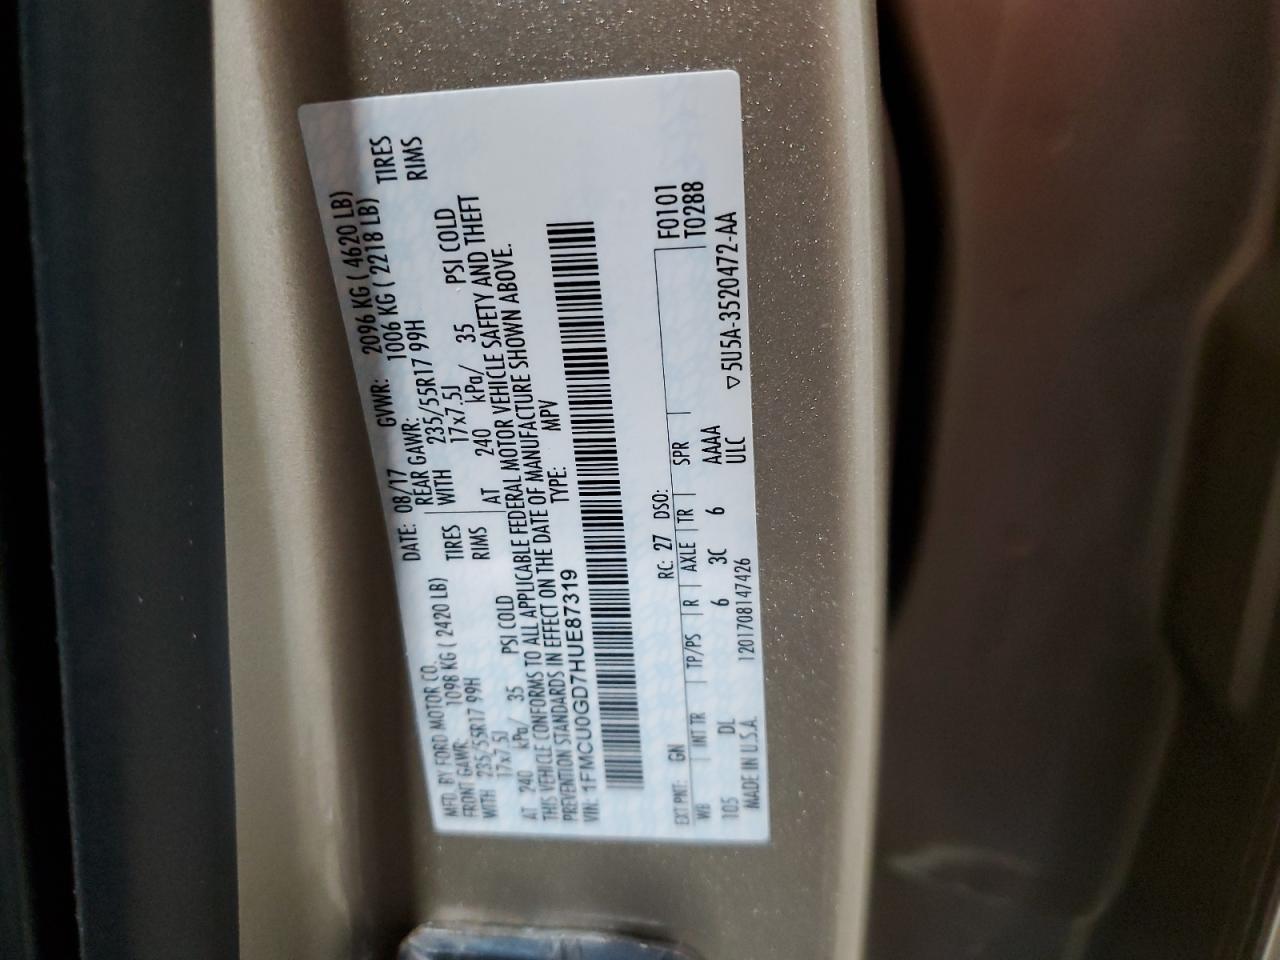 MFD. BY FORD MOTOR CO. DATE: 08/17 GVWR: 2096 KG ( 4620 LB)
FRONT GAWR: 1098 KG ( 2420 LB) REAR GAWR: 1006 KG ( 2218 LB)
WITH 235/55R17 99H TIRES WITH 235/55R17 99H TIRES
17x7.5J RIMS 17x7.5J RIMS
AT 240 kPa/ 35 PSI COLD AT 240 kPa/ 35 PSI COLD
THIS VEHICLE CONFORMS TO ALL APPLICABLE FEDERAL MOTOR VEHICLE SAFETY AND THEFT
PREVENTION STANDARDS IN EFFECT ON THE DATE OF MANUFACTURE SHOWN ABOVE.
VIN: 1FMCU0GD7HUE87319 TYPE: MPV
F0101
T0288
EXT PNT: GN RC: 27 DSO:
WB INT TR TP/PS R AXLE TR SPR
105 DL 6 3C 6 AAAA
ULC
MADE IN U.S.A. 1201708147426 ▽5U5A-3520472-AA